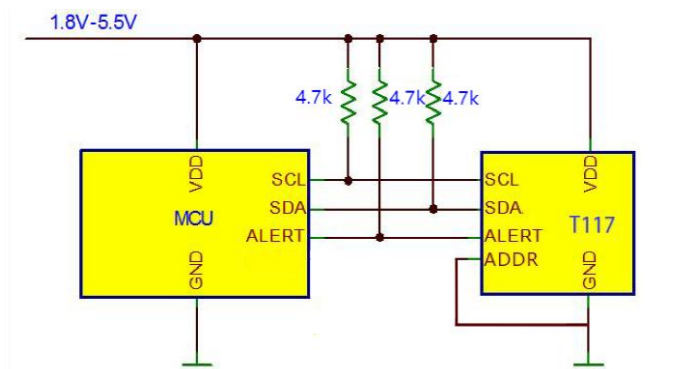 1.8V-5.5V
4.7k
4.7k
4.7k
VDD
SCL
SDA
ALERT
MCU
GND
VDD
SCL
SDA
ALERT
ADDR
T117
GND